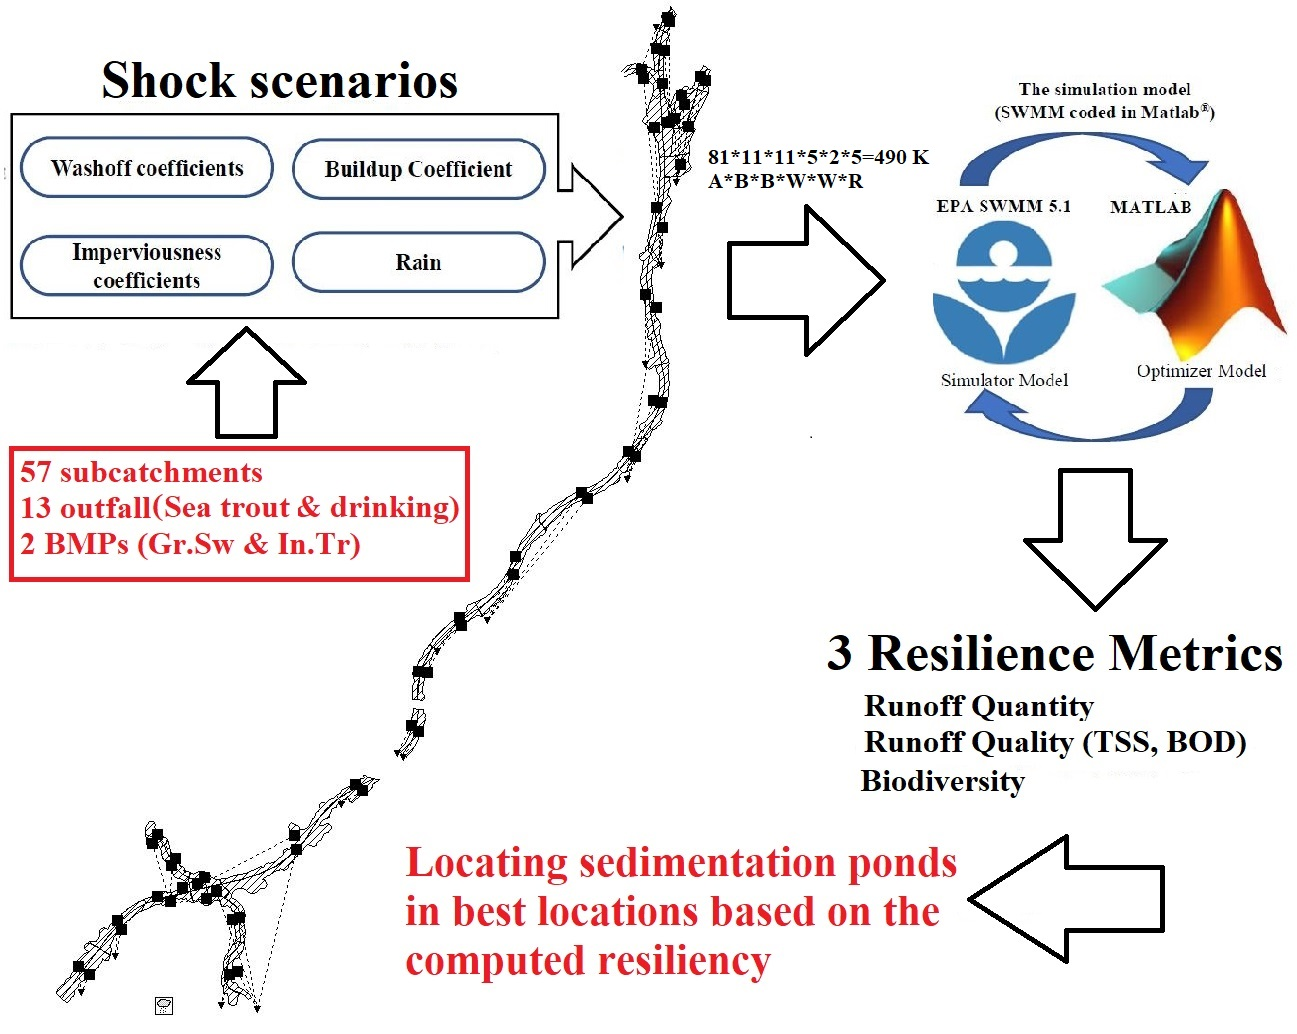 Shock scenarios
Washoff coefficients
Buildup Coefficient
Imperviousness
coefficients
Rain
57 subcatchments
13 outfall(Sea trout & drinking)
2 BMPs (Gr.Sw & In.Tr)
81*11*11*5*2*5=490 K
A*B*B*W*W*R
The simulation model
(SWMM coded in Matlab®)
EPA SWMM 5.1
MATLAB
Simulator Model
Optimizer Model
3 Resilience Metrics
Runoff Quantity
Runoff Quality (TSS, BOD)
Biodiversity
Locating sedimentation ponds
in best locations based on the
computed resiliency